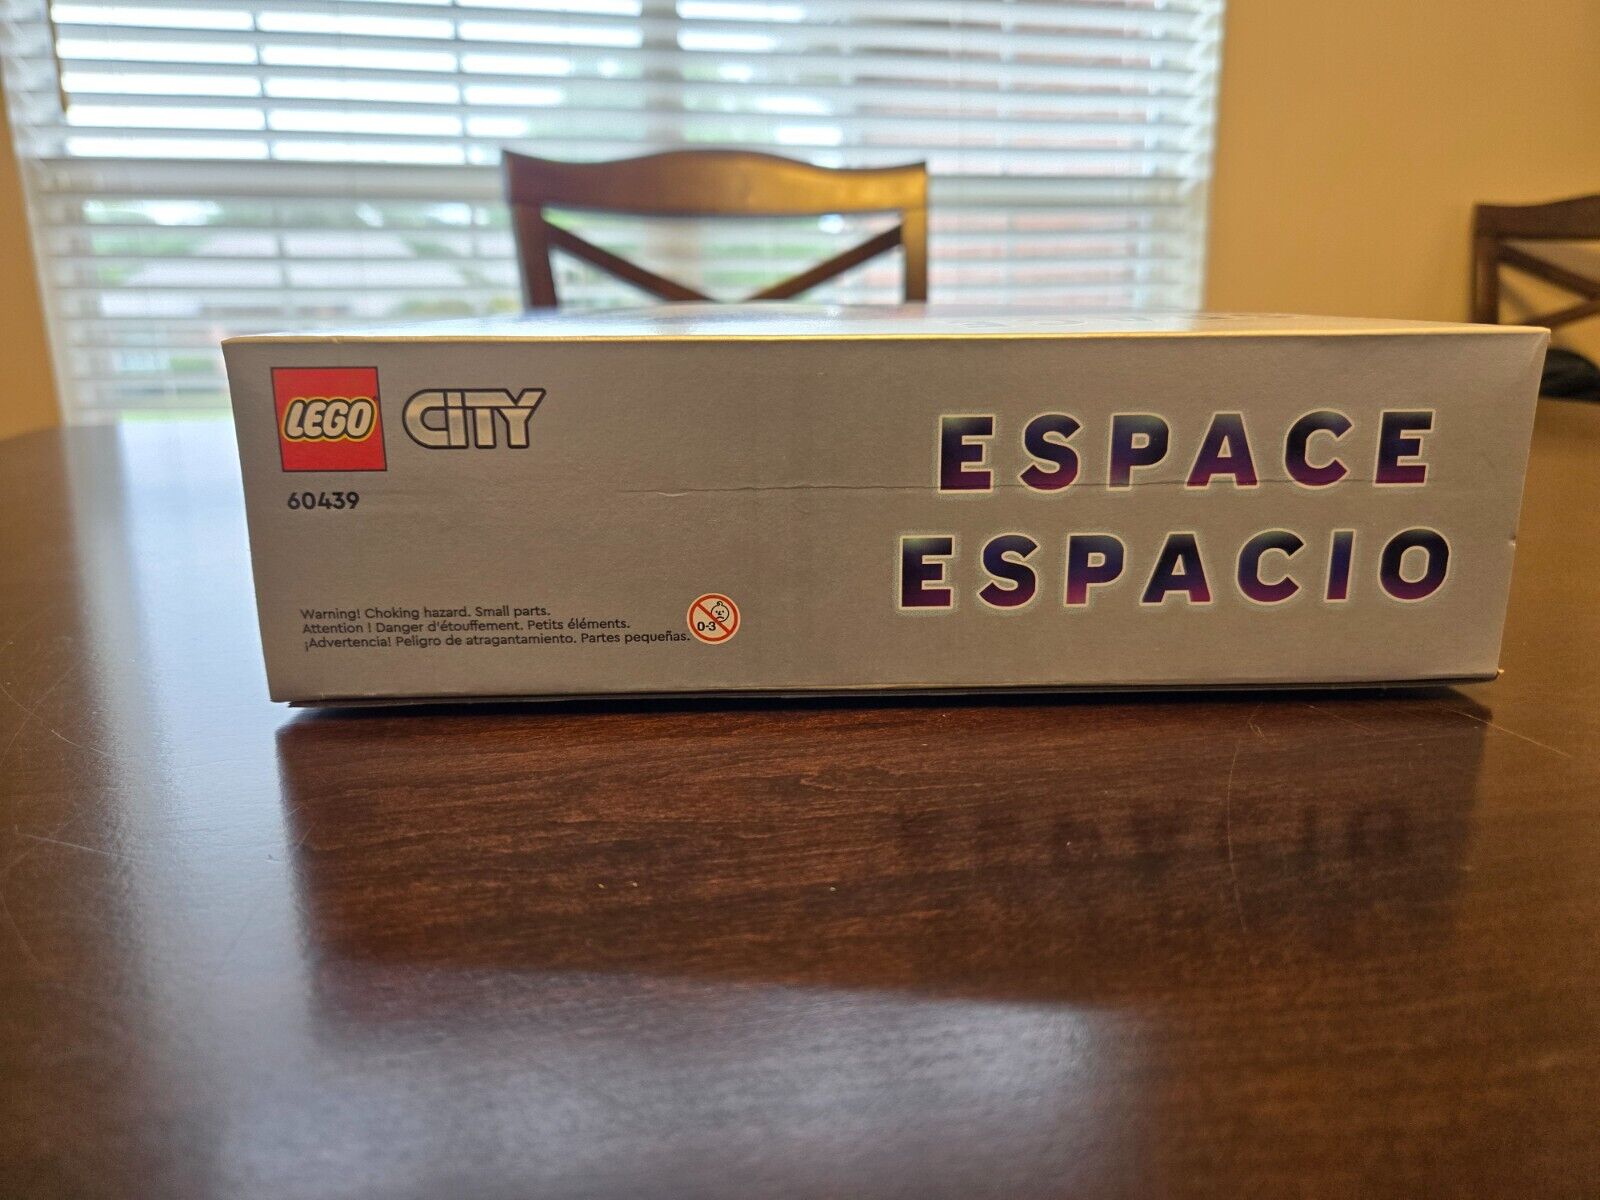 LEGO CITY
60439
ESPACE
ESPACIO
Warning! Choking hazard. Small parts.
Attention ! Danger d'étouffement. Petits éléments.
¡Advertencia! Peligro de atragantamiento. Partes pequeñas.
0-3